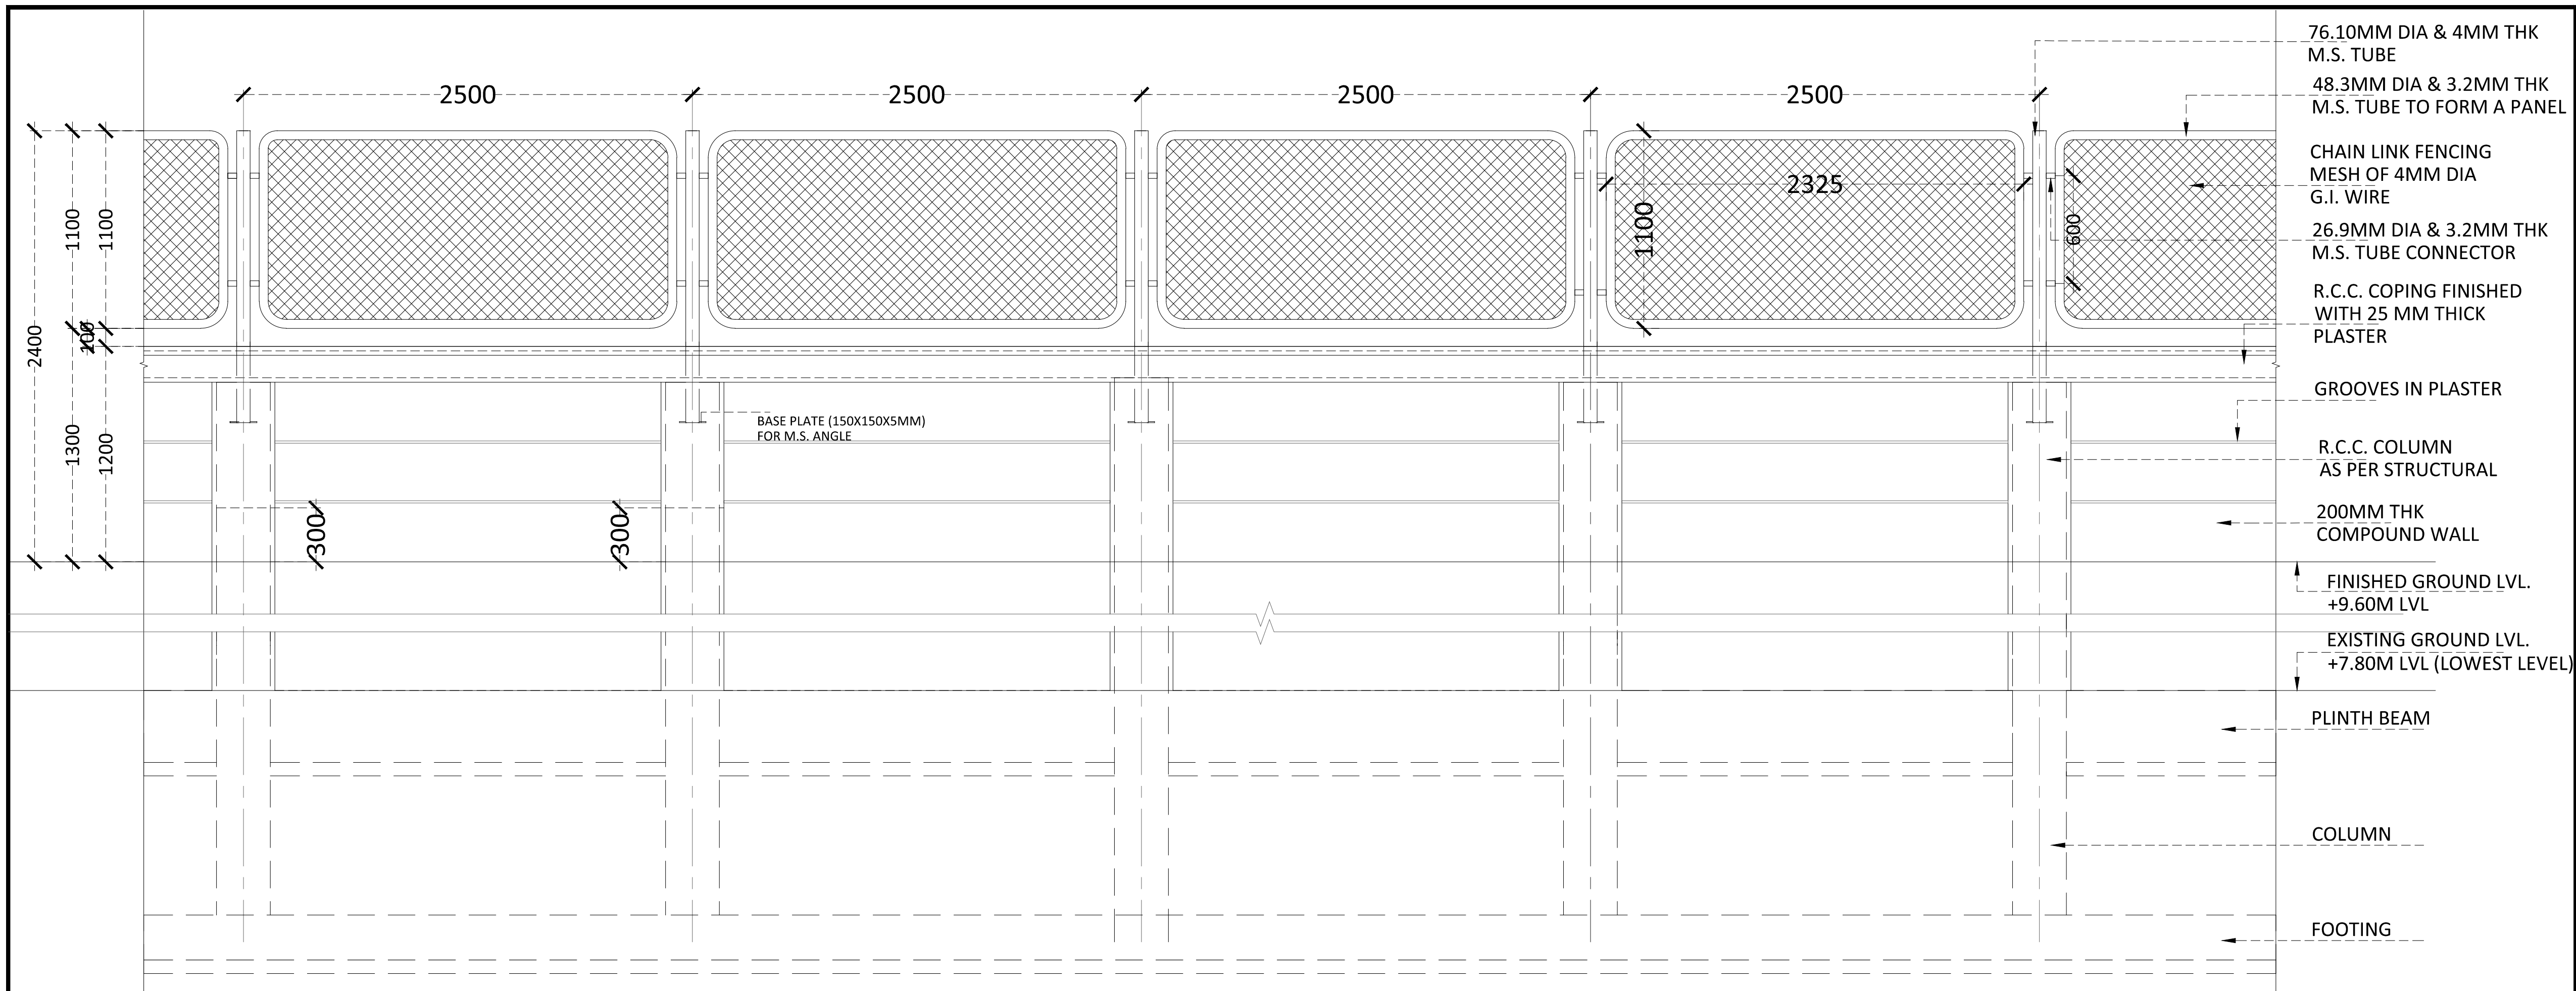 2500
2500
2500
2500
2400
1100
1100
100
1300
1200
300
300
1100
2325
600
BASE PLATE (150X150X5MM)
FOR M.S. ANGLE
76.10MM DIA & 4MM THK
M.S. TUBE
48.3MM DIA & 3.2MM THK
M.S. TUBE TO FORM A PANEL
CHAIN LINK FENCING
MESH OF 4MM DIA
G.I. WIRE
26.9MM DIA & 3.2MM THK
M.S. TUBE CONNECTOR
R.C.C. COPING FINISHED
WITH 25 MM THICK
PLASTER
GROOVES IN PLASTER
R.C.C. COLUMN
AS PER STRUCTURAL
200MM THK
COMPOUND WALL
FINISHED GROUND LVL.
+9.60M LVL
EXISTING GROUND LVL.
+7.80M LVL (LOWEST LEVEL)
PLINTH BEAM
COLUMN
FOOTING